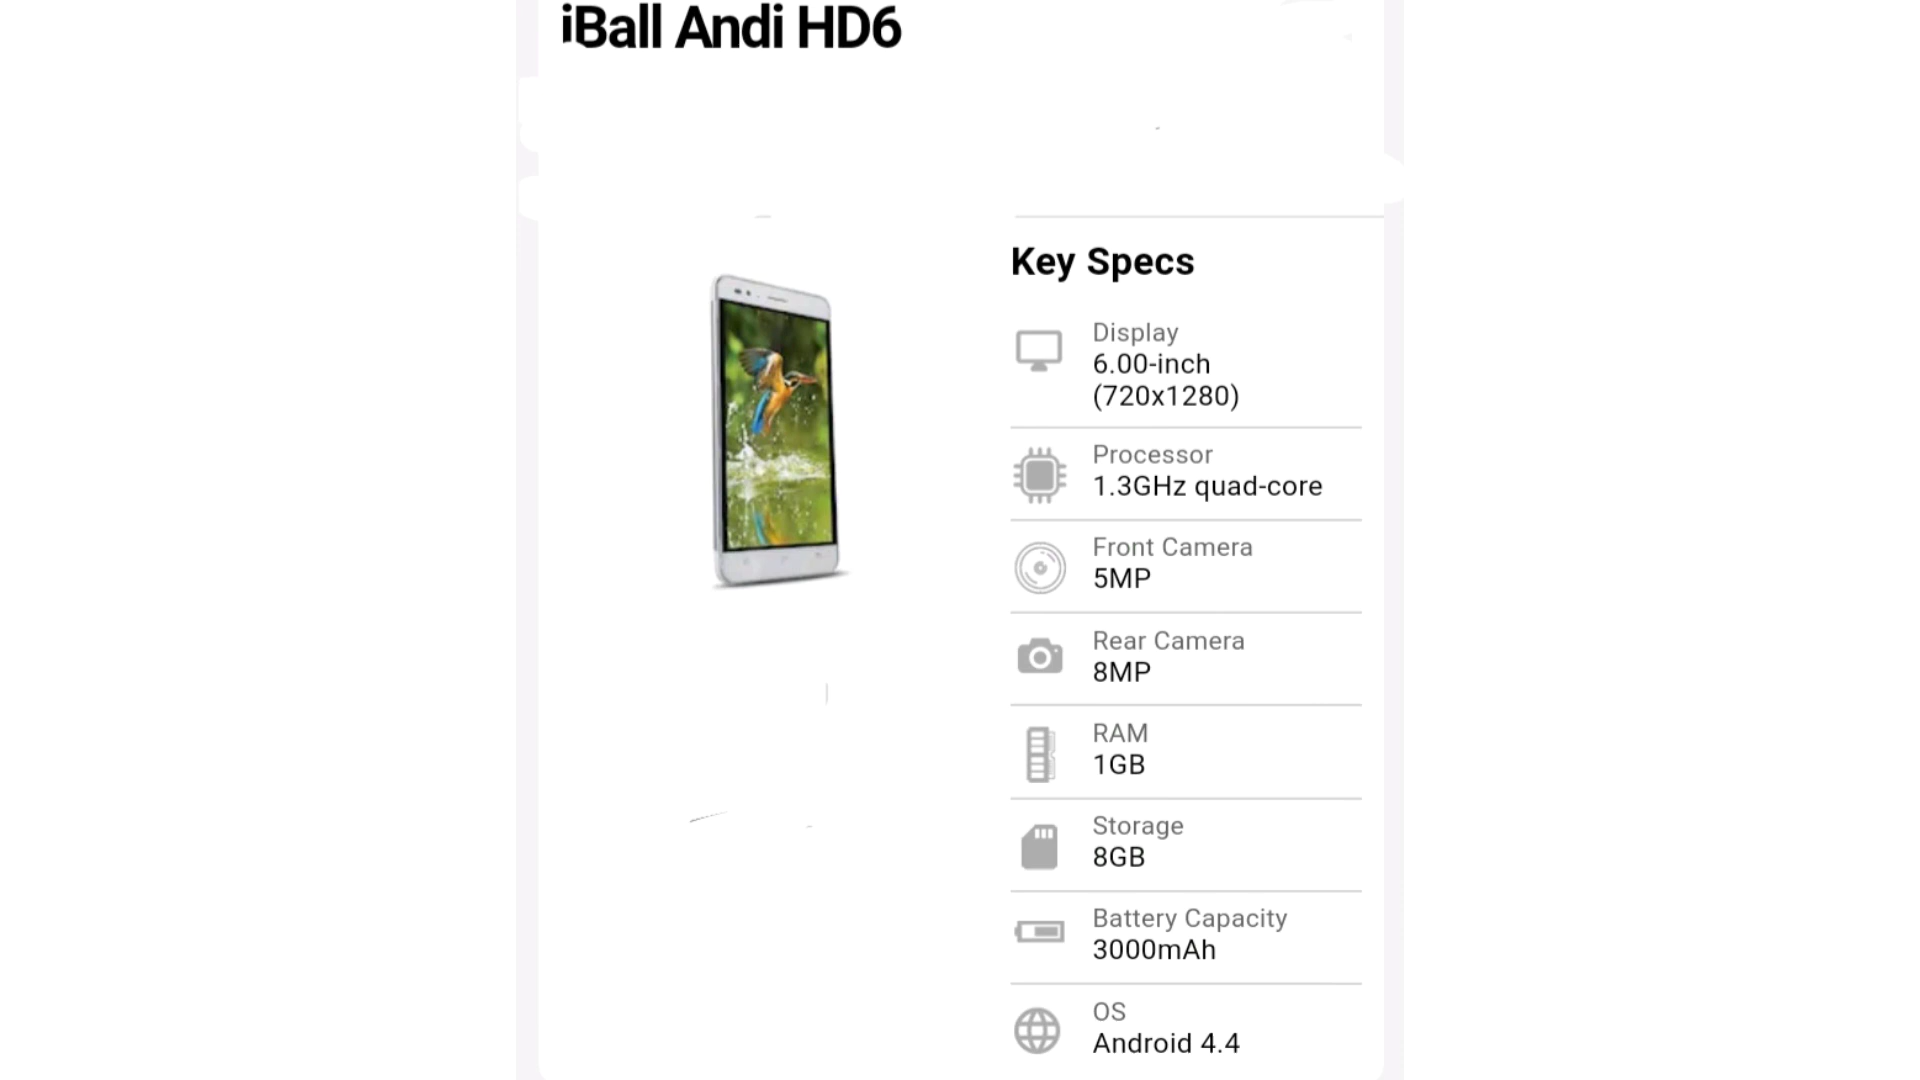 iBall Andi HD6
Key Specs
Display
6.00-inch
(720x1280)
Processor
1.3GHz quad-core
Front Camera
5MP
Rear Camera
8MP
RAM
1GB
Storage
8GB
Battery Capacity
3000mAh
OS
Android 4.4